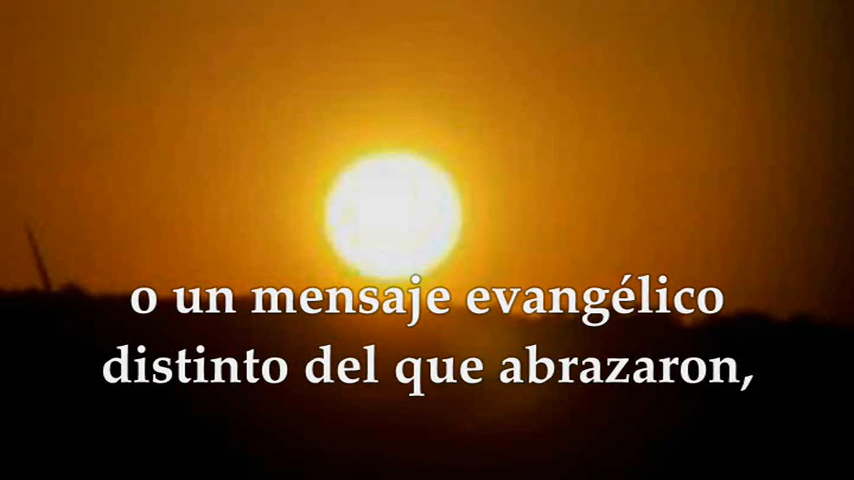 o un mensaje evangélico
distinto del que abrazaron,